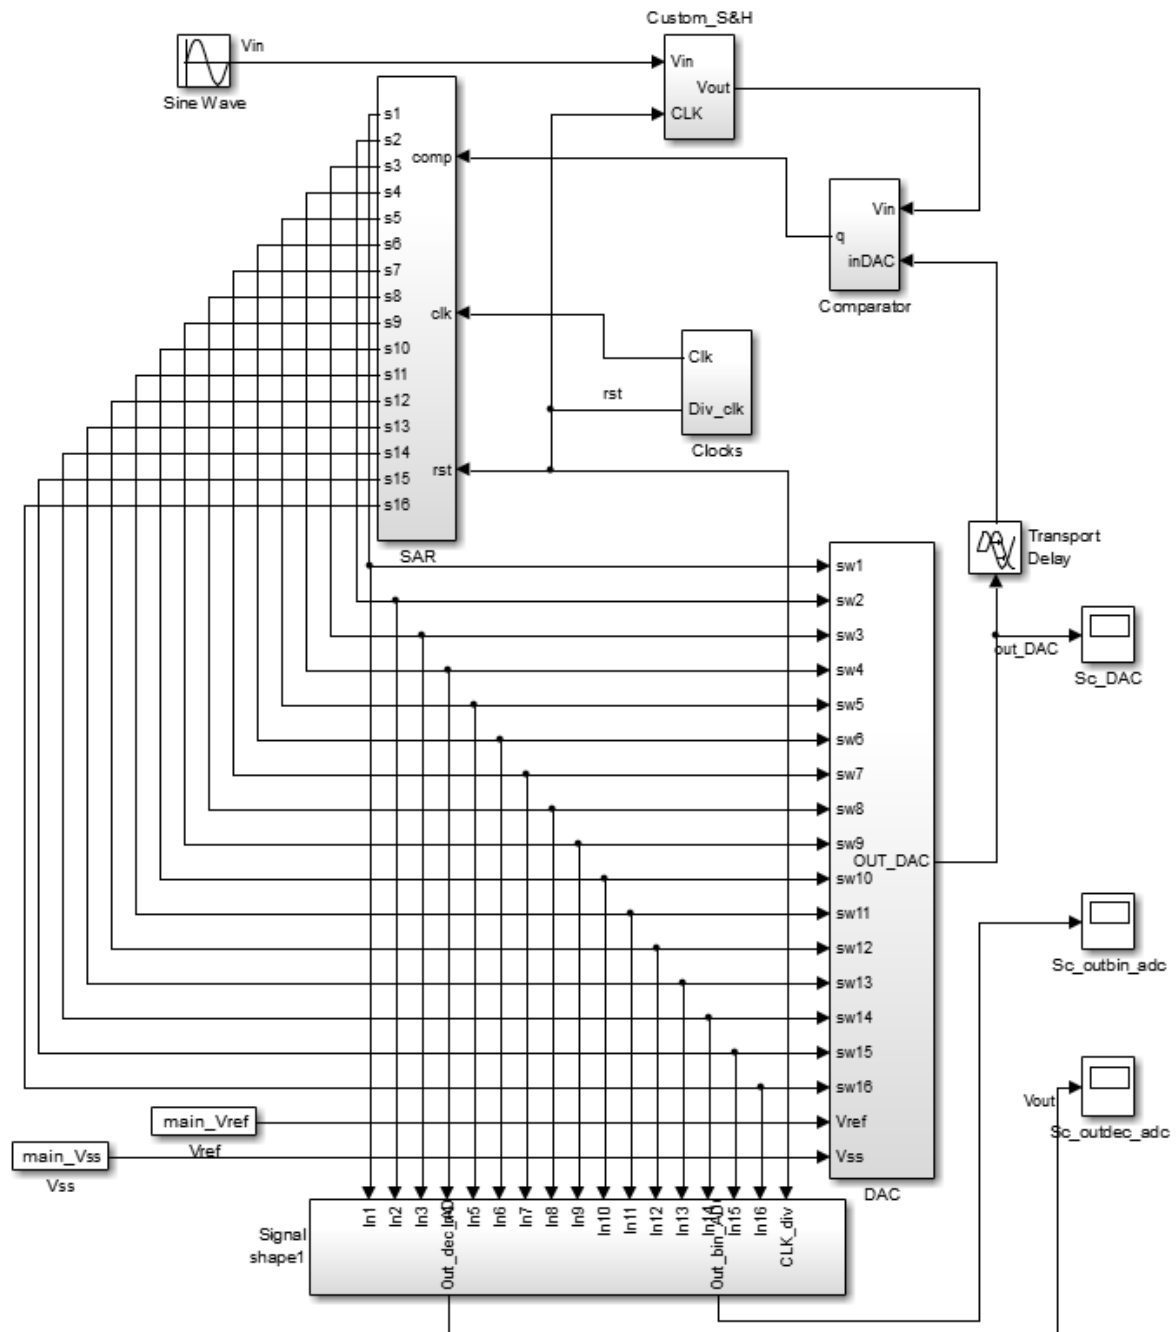 Custom_S&H
Vin
Sine Wave
Vin
Vout
CLK
s1
s2
s3
s4
s5
s6
s7
s8
s9
s10
s11
s12
s13
s14
s15
s16
comp
clk
rst
SAR
Vin
q
inDAC
Comparator
Clk
rst
Div_clk
Clocks
Transport
Delay
out_DAC
Sc_DAC
sw1
sw2
sw3
sw4
sw5
sw6
sw7
sw8
sw9
OUT_DAC
sw10
sw11
sw12
sw13
sw14
sw15
sw16
Vref
Vss
DAC
Sc_outbin_adc
Vout
Sc_outdec_adc
main_Vref
Vref
main_Vss
Vss
Signal
shape1
In1
In2
In3
In5
In6
In7
In8
In9
In10
In11
In12
In13
In15
In16
CLK_div